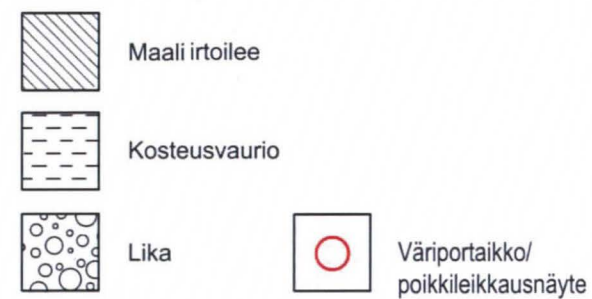 Maali irtoilee
Kosteusvaurio
Lika
Väriportaikko/
poikkileikkausnäyte